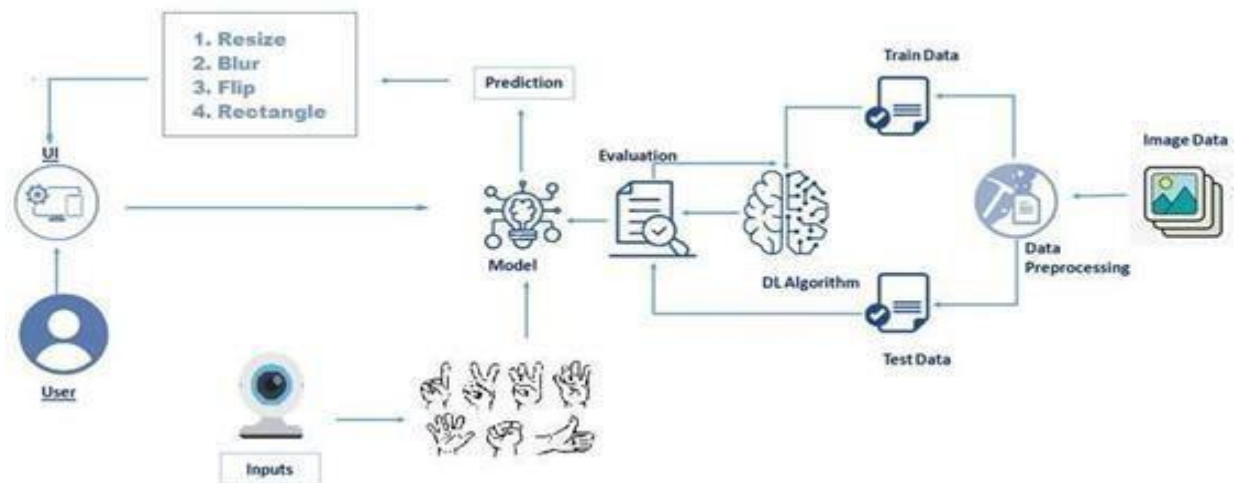 1. Resize
2. Blur
3. Flip
4. Rectangle
Prediction
Train Data
Image Data
UI
Evaluation
Model
DL Algorithm
Data
Preprocessing
User
Test Data
Inputs